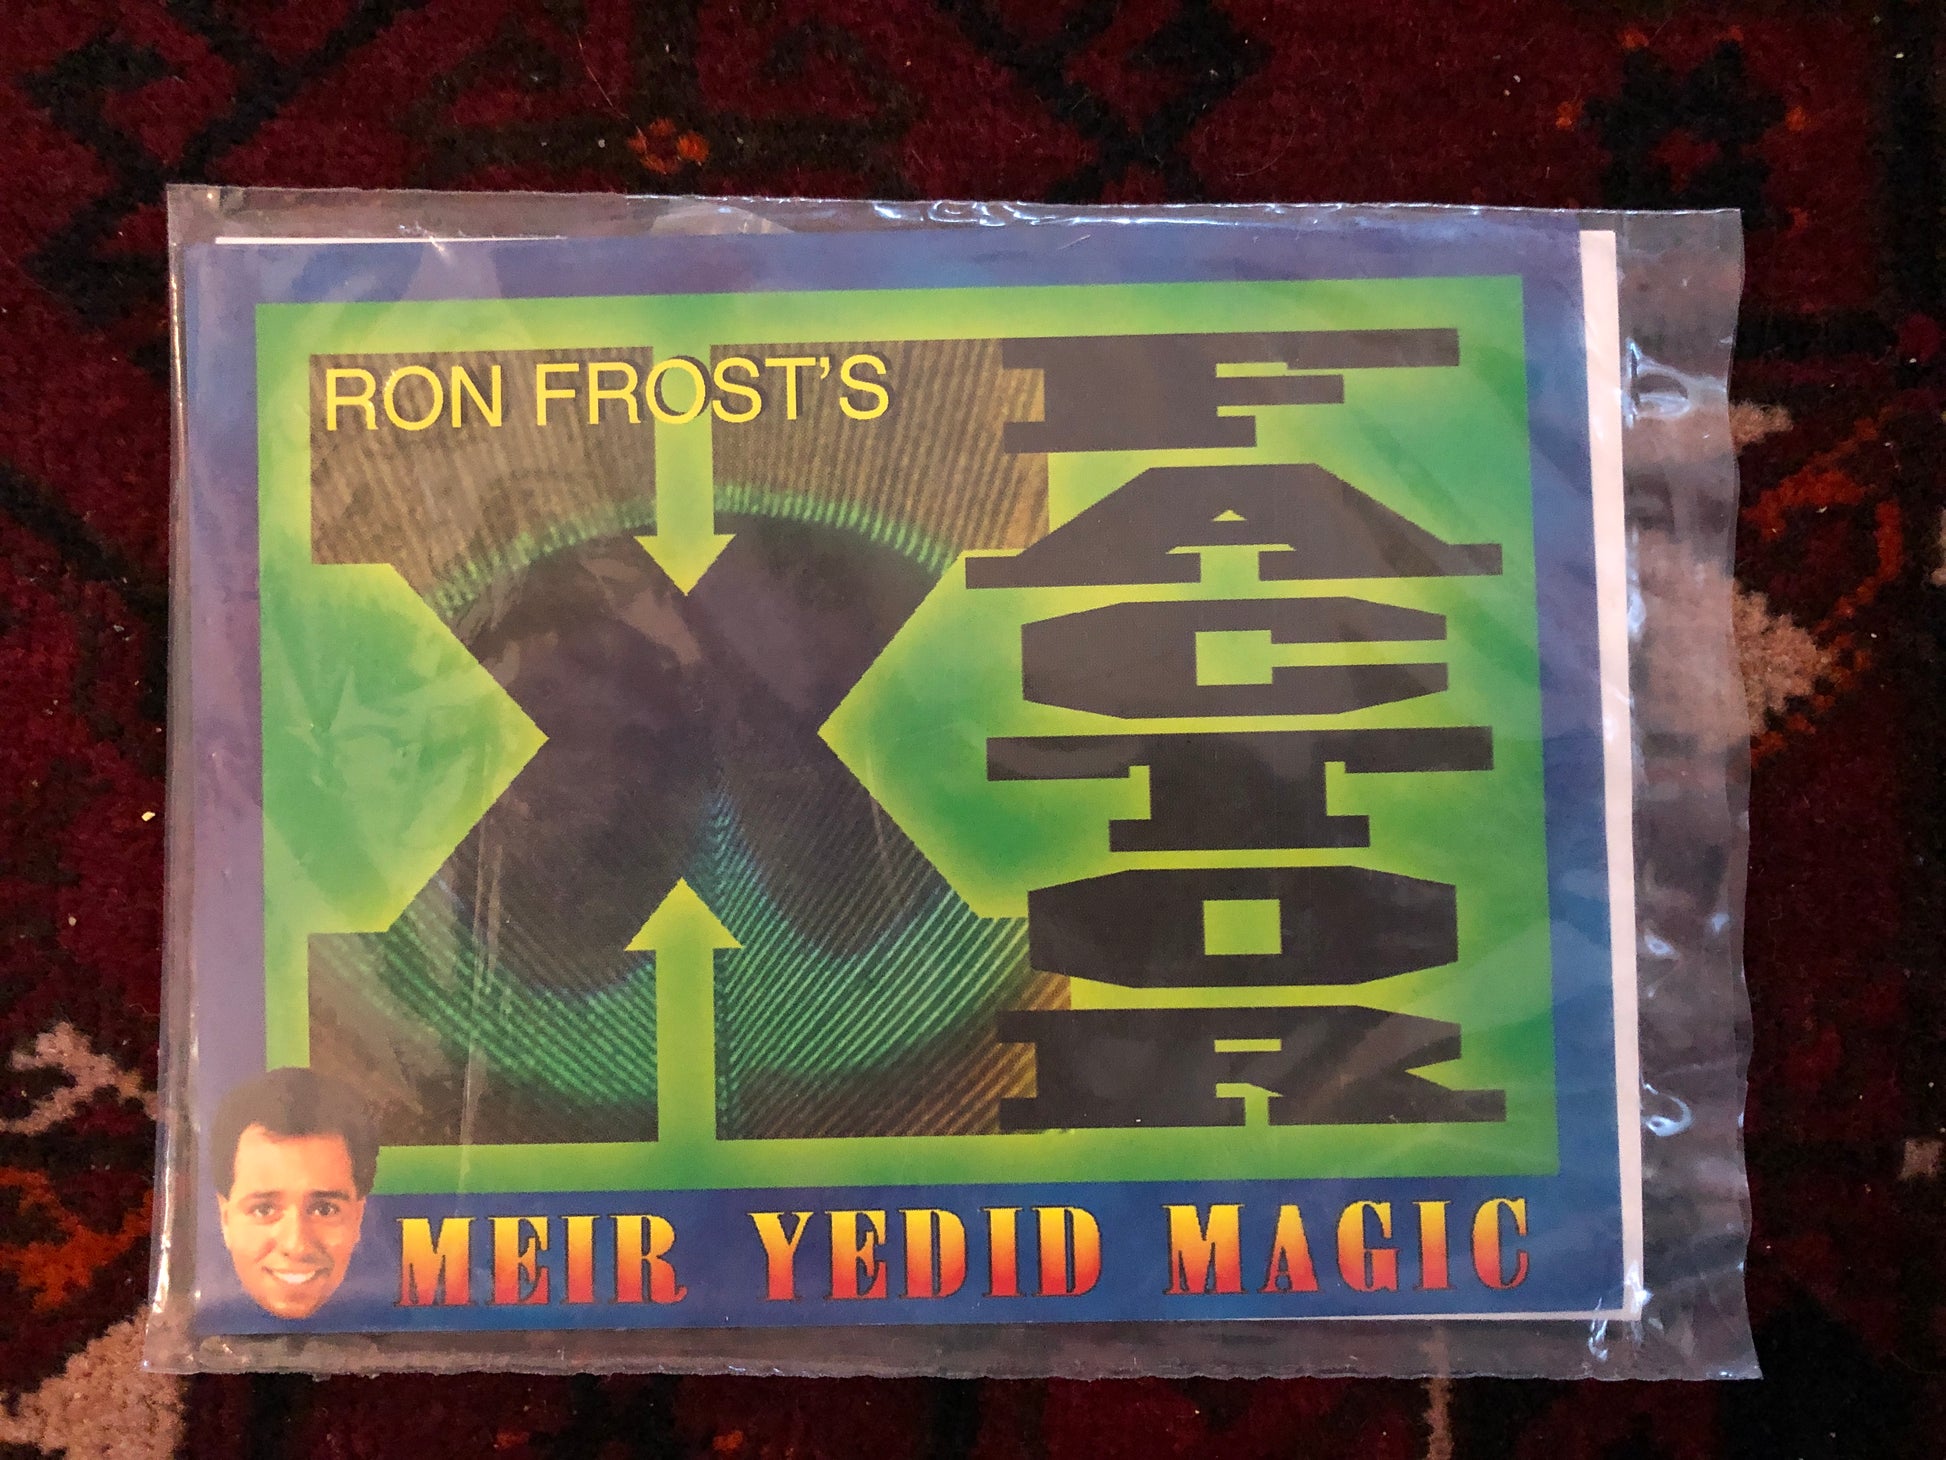 RON FROST'S
X
FACTOR
MEIR YEDID MAGIC